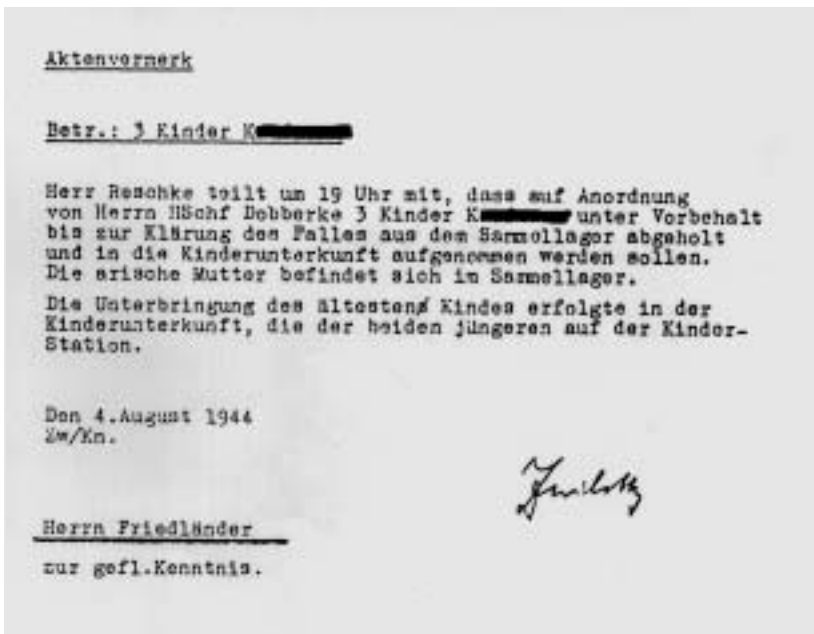 Aktenvermerk
Betr.: 3 Kinder K
Herr Reschke teilt um 19 Uhr mit, dass auf Anordnung
von Herrn HSchf Dobberke 3 Kinder K unter Vorbehalt
bis zur Klärung des Falles aus dem Sammellager abgeholt
und in die Kinderunterkunft aufgenommen werden sollen.
Die arische Mutter befindet sich im Sammellager.
Die Unterbringung des ältesten Kindes erfolgte in der
Kinderunterkunft, die der beiden jüngeren auf der Kinder-
Station.
Den 4.August 1944
Zw/Kn.
Herrn Friedländer
zur gefl.Kenntnis.